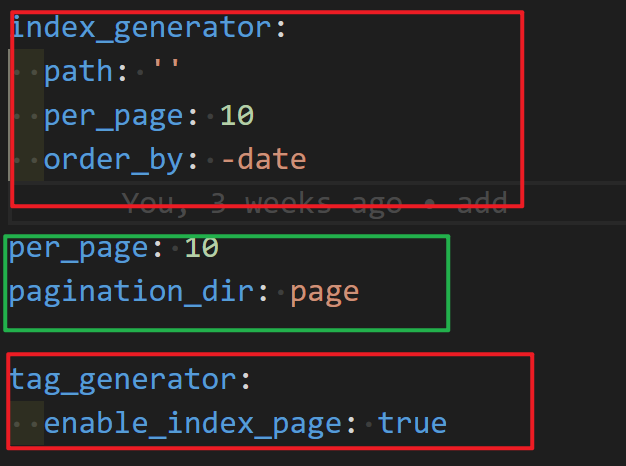 index_generator:
  path: ''
  per_page: 10
  order_by: -date
You, 3 weeks ago • add
per_page: 10
pagination_dir: page
tag_generator:
  enable_index_page: true